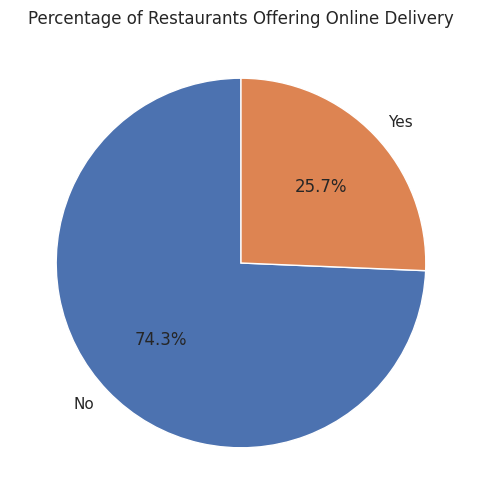 Percentage of Restaurants Offering Online Delivery
Yes
25.7%
74.3%
No